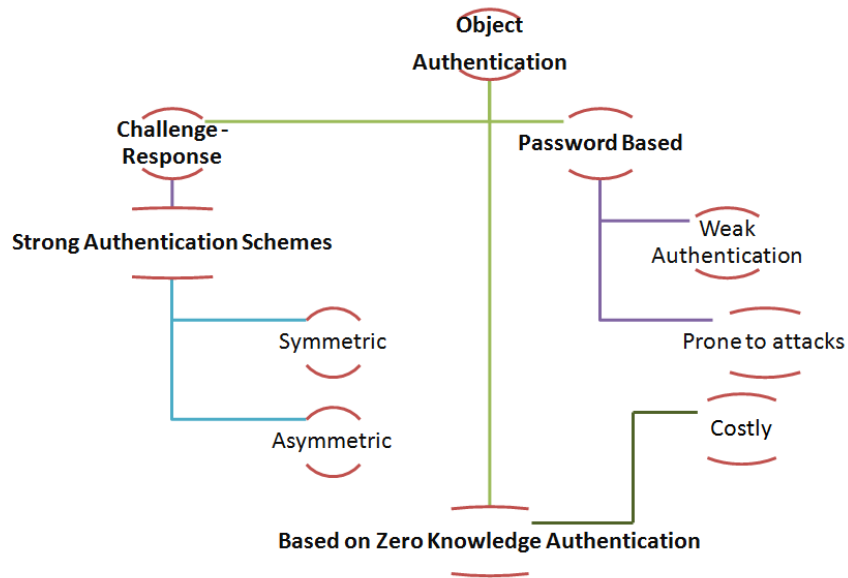 Object
Authentication
Challenge -
Response
Password Based
Strong Authentication Schemes
Weak
Authentication
Symmetric
Prone to attacks
Asymmetric
Costly
Based on Zero Knowledge Authentication